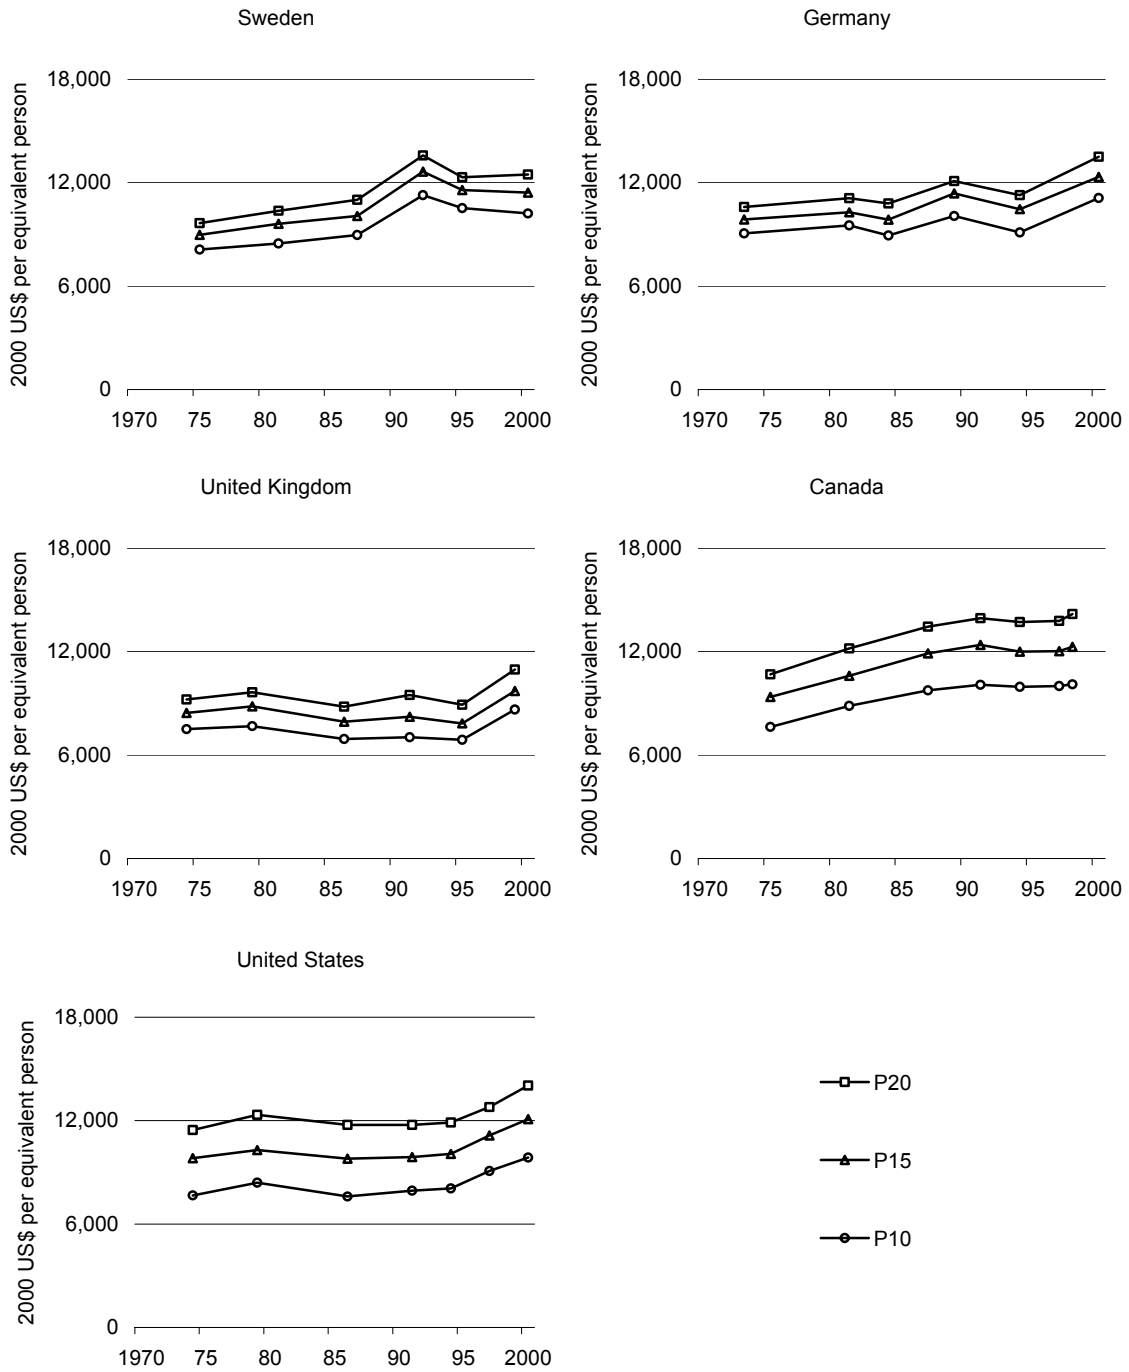 Sweden
2000 US$ per equivalent person
18,000
12,000
6,000
0
1970 75 80 85 90 95 2000
Germany
2000 US$ per equivalent person
18,000
12,000
6,000
0
1970 75 80 85 90 95 2000
United Kingdom
2000 US$ per equivalent person
18,000
12,000
6,000
0
1970 75 80 85 90 95 2000
Canada
2000 US$ per equivalent person
18,000
12,000
6,000
0
1970 75 80 85 90 95 2000
United States
2000 US$ per equivalent person
18,000
12,000
6,000
0
1970 75 80 85 90 95 2000
P20
P15
P10